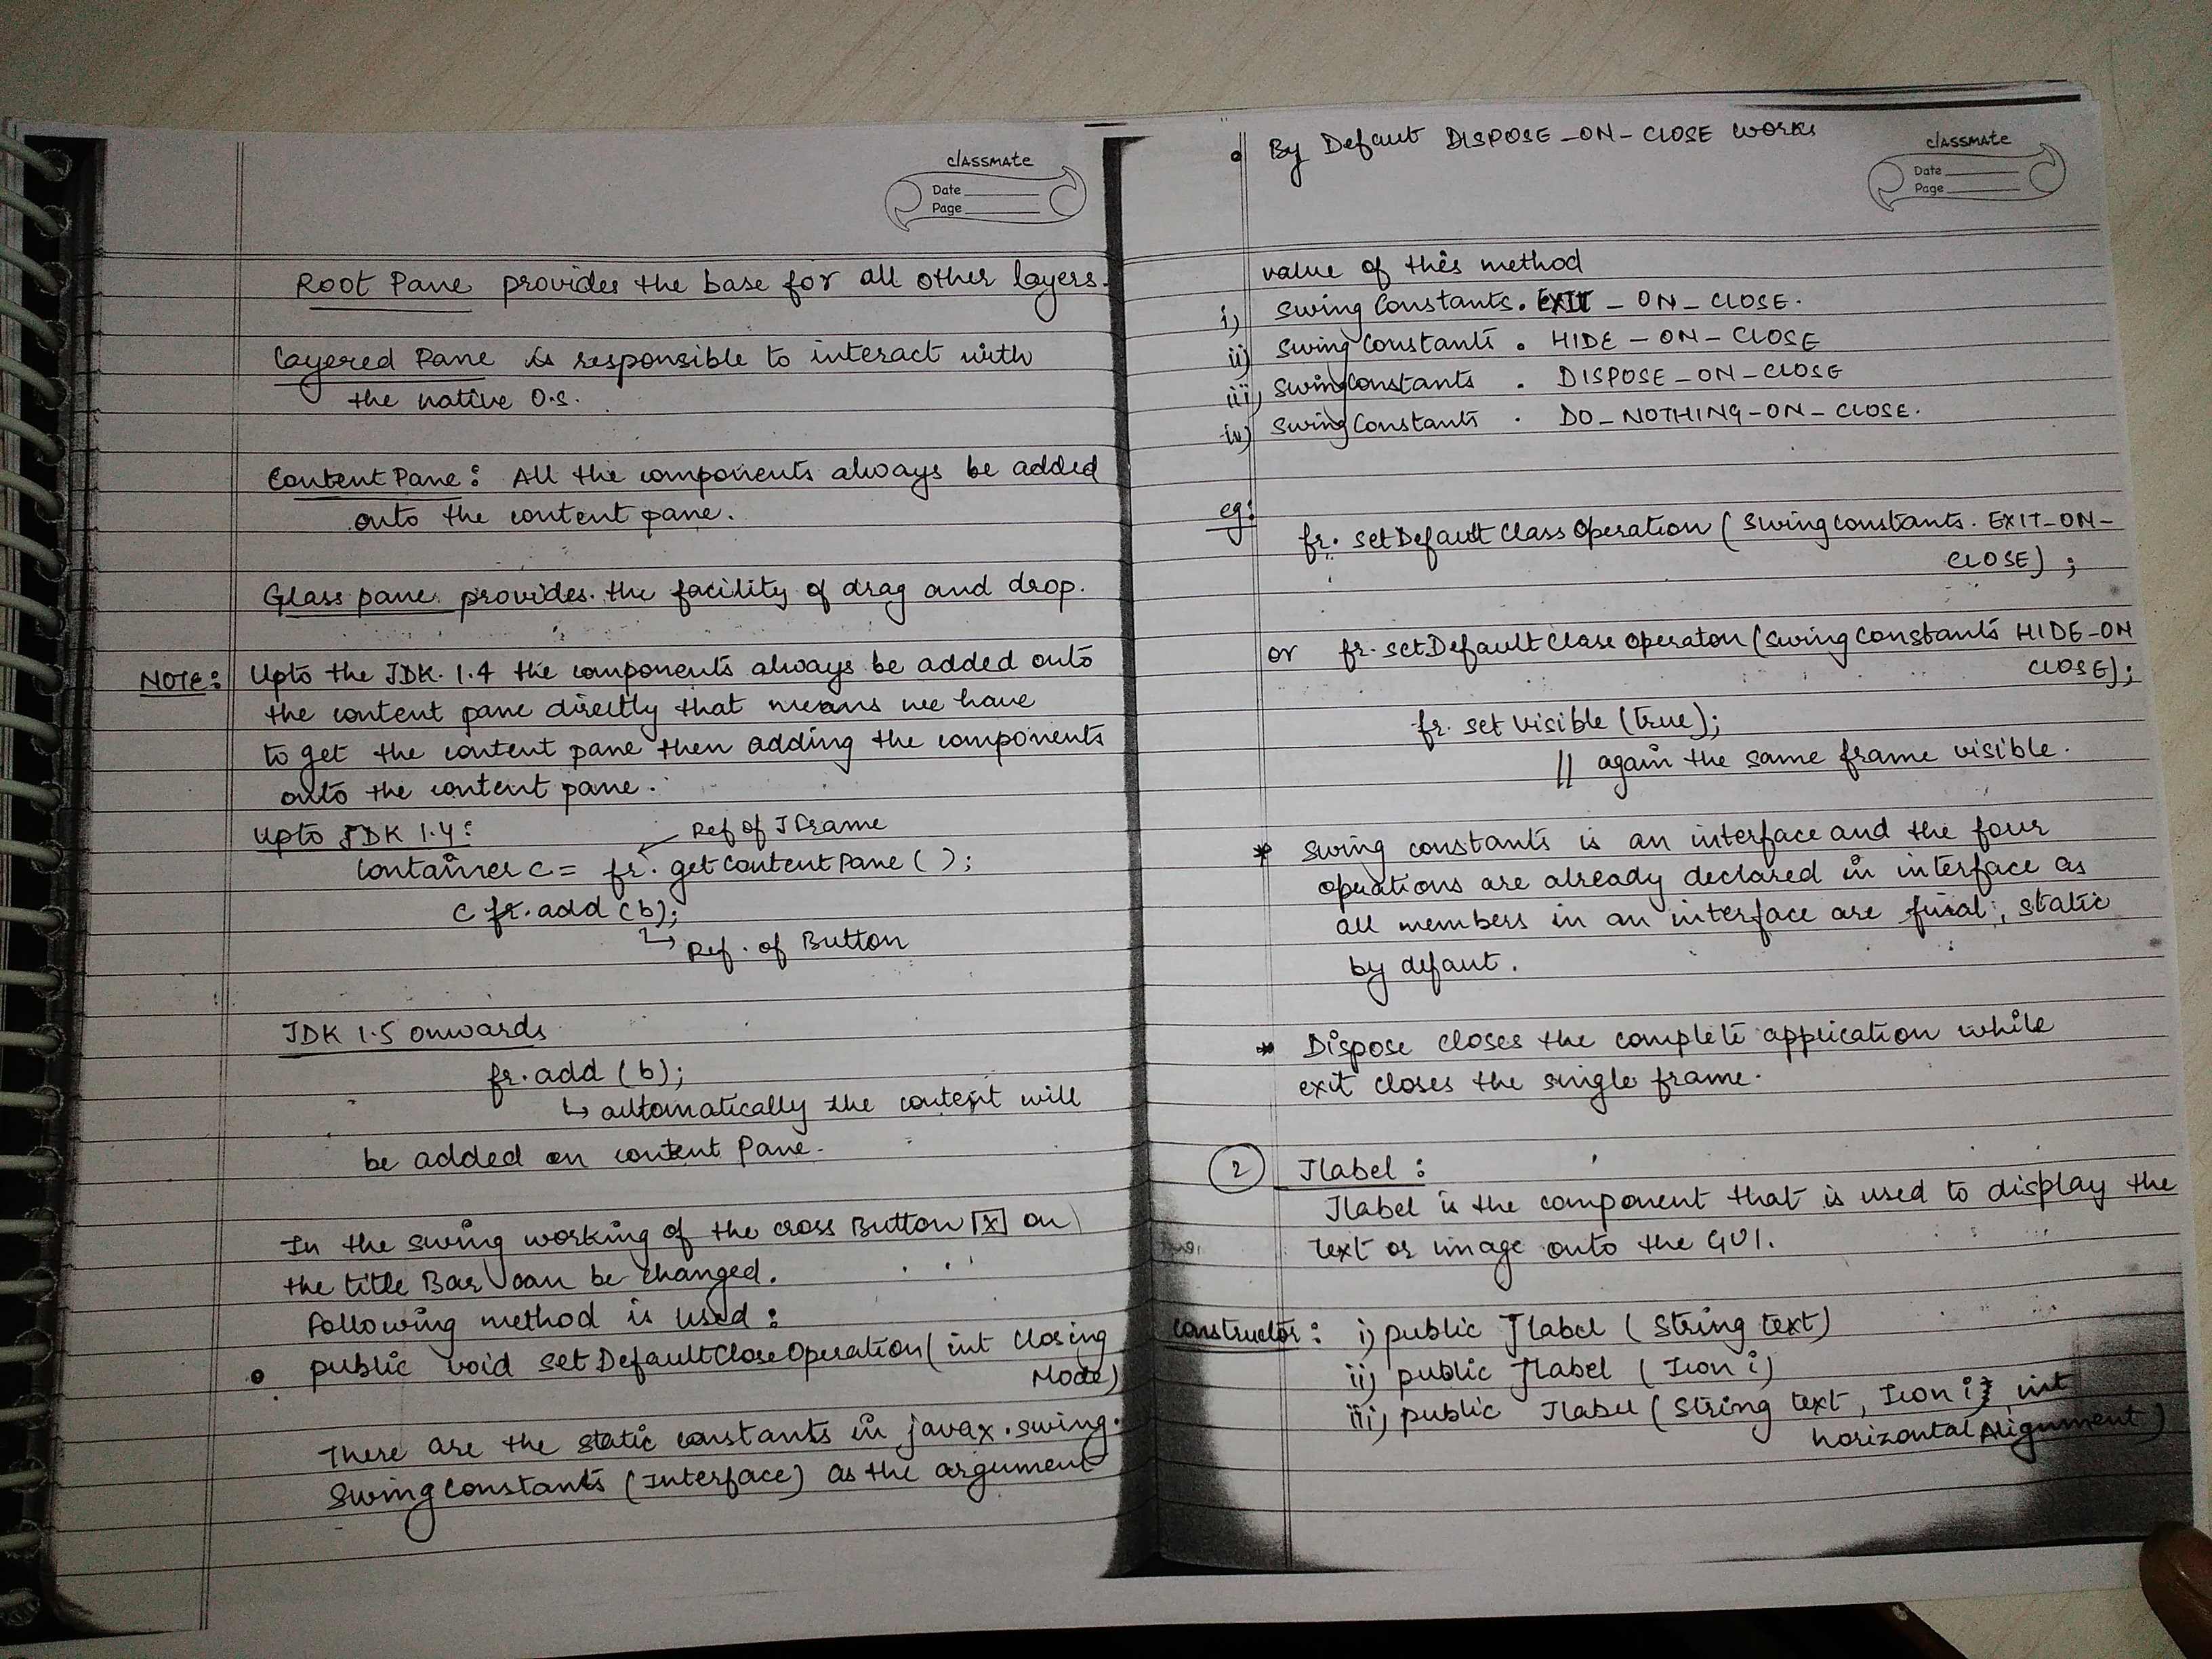 classmate
Date
Page
Root Pane provides the base for all other layers.
Layered Pane is responsible to interact with
the native O.S.
Content Pane : All the components always be added
onto the content pane.
Glass pane provides the facility of drag and drop.
NOTE: Upto the JDK 1.4 the components always be added onto
the content pane directly that means we have
to get the content pane then adding the components
onto the content pane.
Upto JDK 1.4 :
Ref of JFrame
Container c = fr. getContentPane ( );
c fr.add (b);
↳ Ref. of Button
JDK 1.5 onwards
fr.add (b);
↳ automatically the content will
be added on content Pane.
In the swing working of the cross Button [x] on
the title Bar can be changed.
Following method is used :
• public void setDefaultCloseOperation( int Closing
Mode)
There are the static constants in javax.swing.
SwingConstants (Interface) as the argument
• By Defaut DISPOSE_ON_CLOSE works
classmate
Date
Page
value of this method
i) Swing Constants. EXIT _ ON _ CLOSE.
ii) Swing Constants . HIDE _ ON _ CLOSE
iii) SwingConstants . DISPOSE _ ON _ CLOSE
iv) Swing Constants . DO _ NOTHING _ ON _ CLOSE.
eg:
fr. setDefault Class Operation ( Swing Constants. EXIT_ON_
CLOSE) ;
or fr. setDefault Close Operaton (Swing Constants HIDE_ON
CLOSE);
fr. set Visible (true);
// again the same frame visible.
* Swing constants is an interface and the four
operations are already declared in interface as
all members in an interface are final, static
by defaut.
* Dispose closes the complete application while
exit closes the single frame.
2 Jlabel :
Jlabel is the component that is used to display the
text or image onto the GUI.
Constructor : i) public Jlabel ( String text)
ii) public Jlabel ( Icon i)
iii) public Jlabel ( String text , Icon i , int
horizontal Alignment )